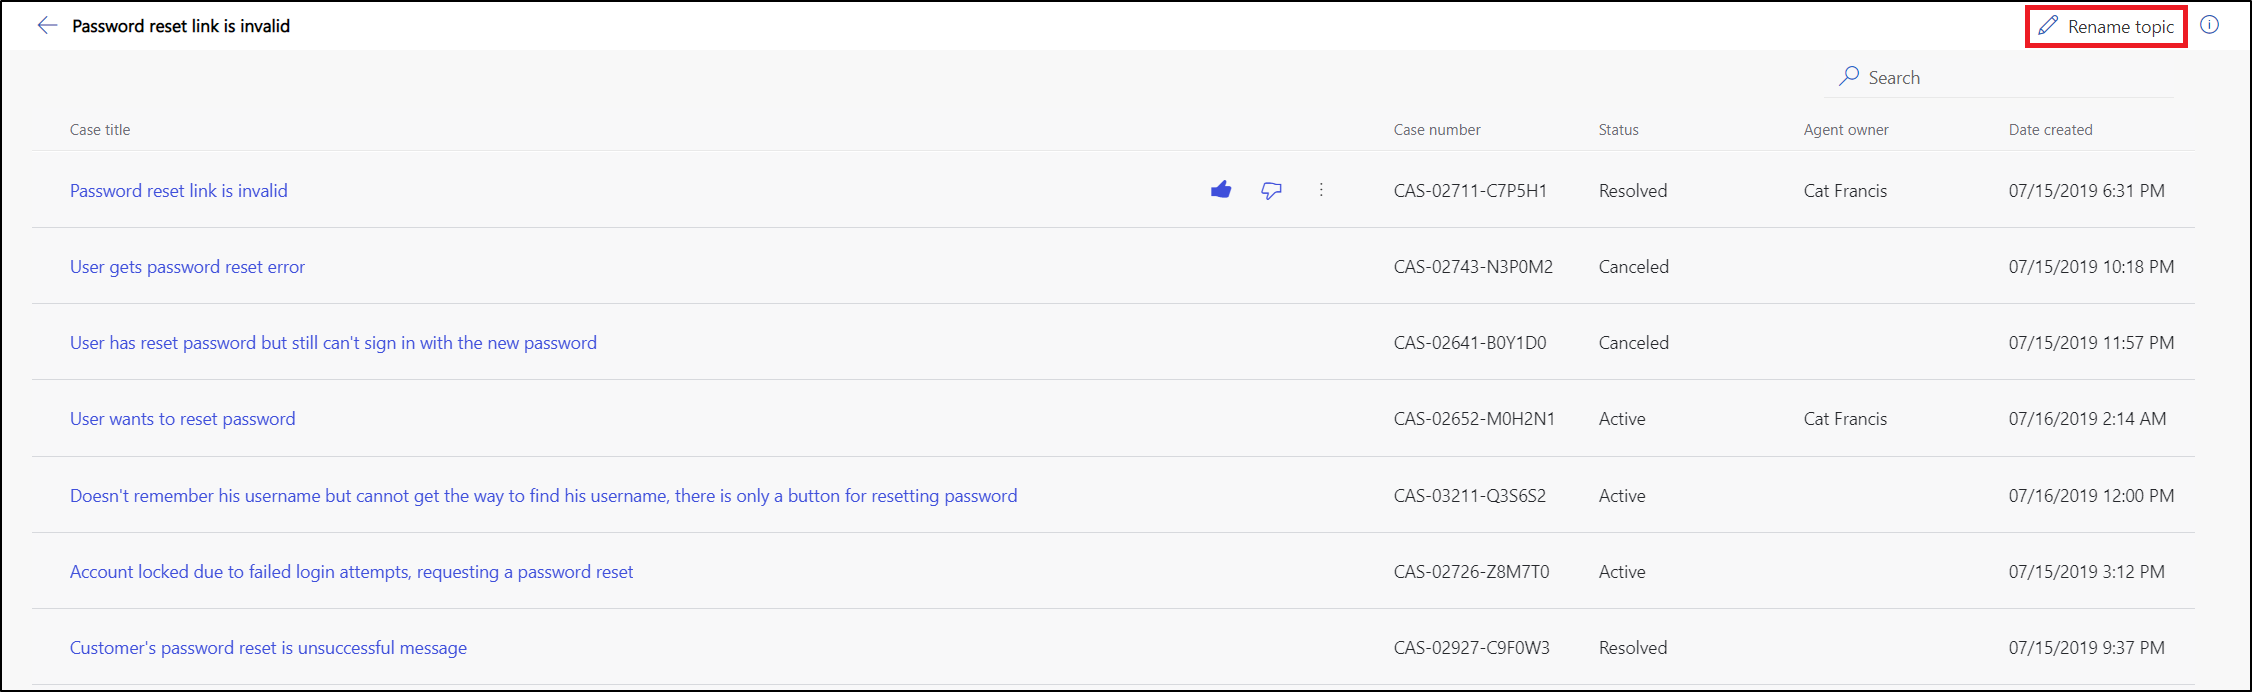 Password reset link is invalid
Rename topic
Search
Case title Case number Status Agent owner Date created
Password reset link is invalid CAS-02711-C7P5H1 Resolved Cat Francis 07/15/2019 6:31 PM
User gets password reset error CAS-02743-N3P0M2 Canceled 07/15/2019 10:18 PM
User has reset password but still can't sign in with the new password CAS-02641-B0Y1D0 Canceled 07/15/2019 11:57 PM
User wants to reset password CAS-02652-M0H2N1 Active Cat Francis 07/16/2019 2:14 AM
Doesn't remember his username but cannot get the way to find his username, there is only a button for resetting password CAS-03211-Q3S6S2 Active 07/16/2019 12:00 PM
Account locked due to failed login attempts, requesting a password reset CAS-02726-Z8M7T0 Active 07/15/2019 3:12 PM
Customer's password reset is unsuccessful message CAS-02927-C9F0W3 Resolved 07/15/2019 9:37 PM